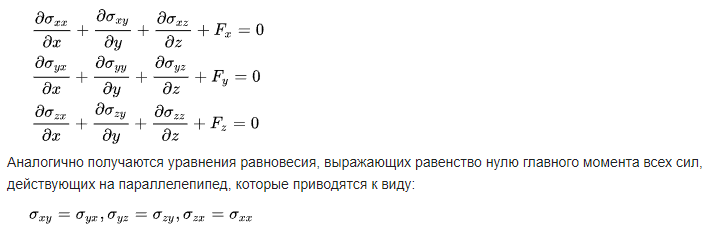 ∂σ_xx/∂x + ∂σ_xy/∂y + ∂σ_xz/∂z + F_x = 0
∂σ_yx/∂x + ∂σ_yy/∂y + ∂σ_yz/∂z + F_y = 0
∂σ_zx/∂x + ∂σ_zy/∂y + ∂σ_zz/∂z + F_z = 0
Аналогично получаются уравнения равновесия, выражающих равенство нулю главного момента всех сил,
действующих на параллелепипед, которые приводятся к виду:
σ_xy = σ_yx, σ_yz = σ_zy, σ_zx = σ_xx